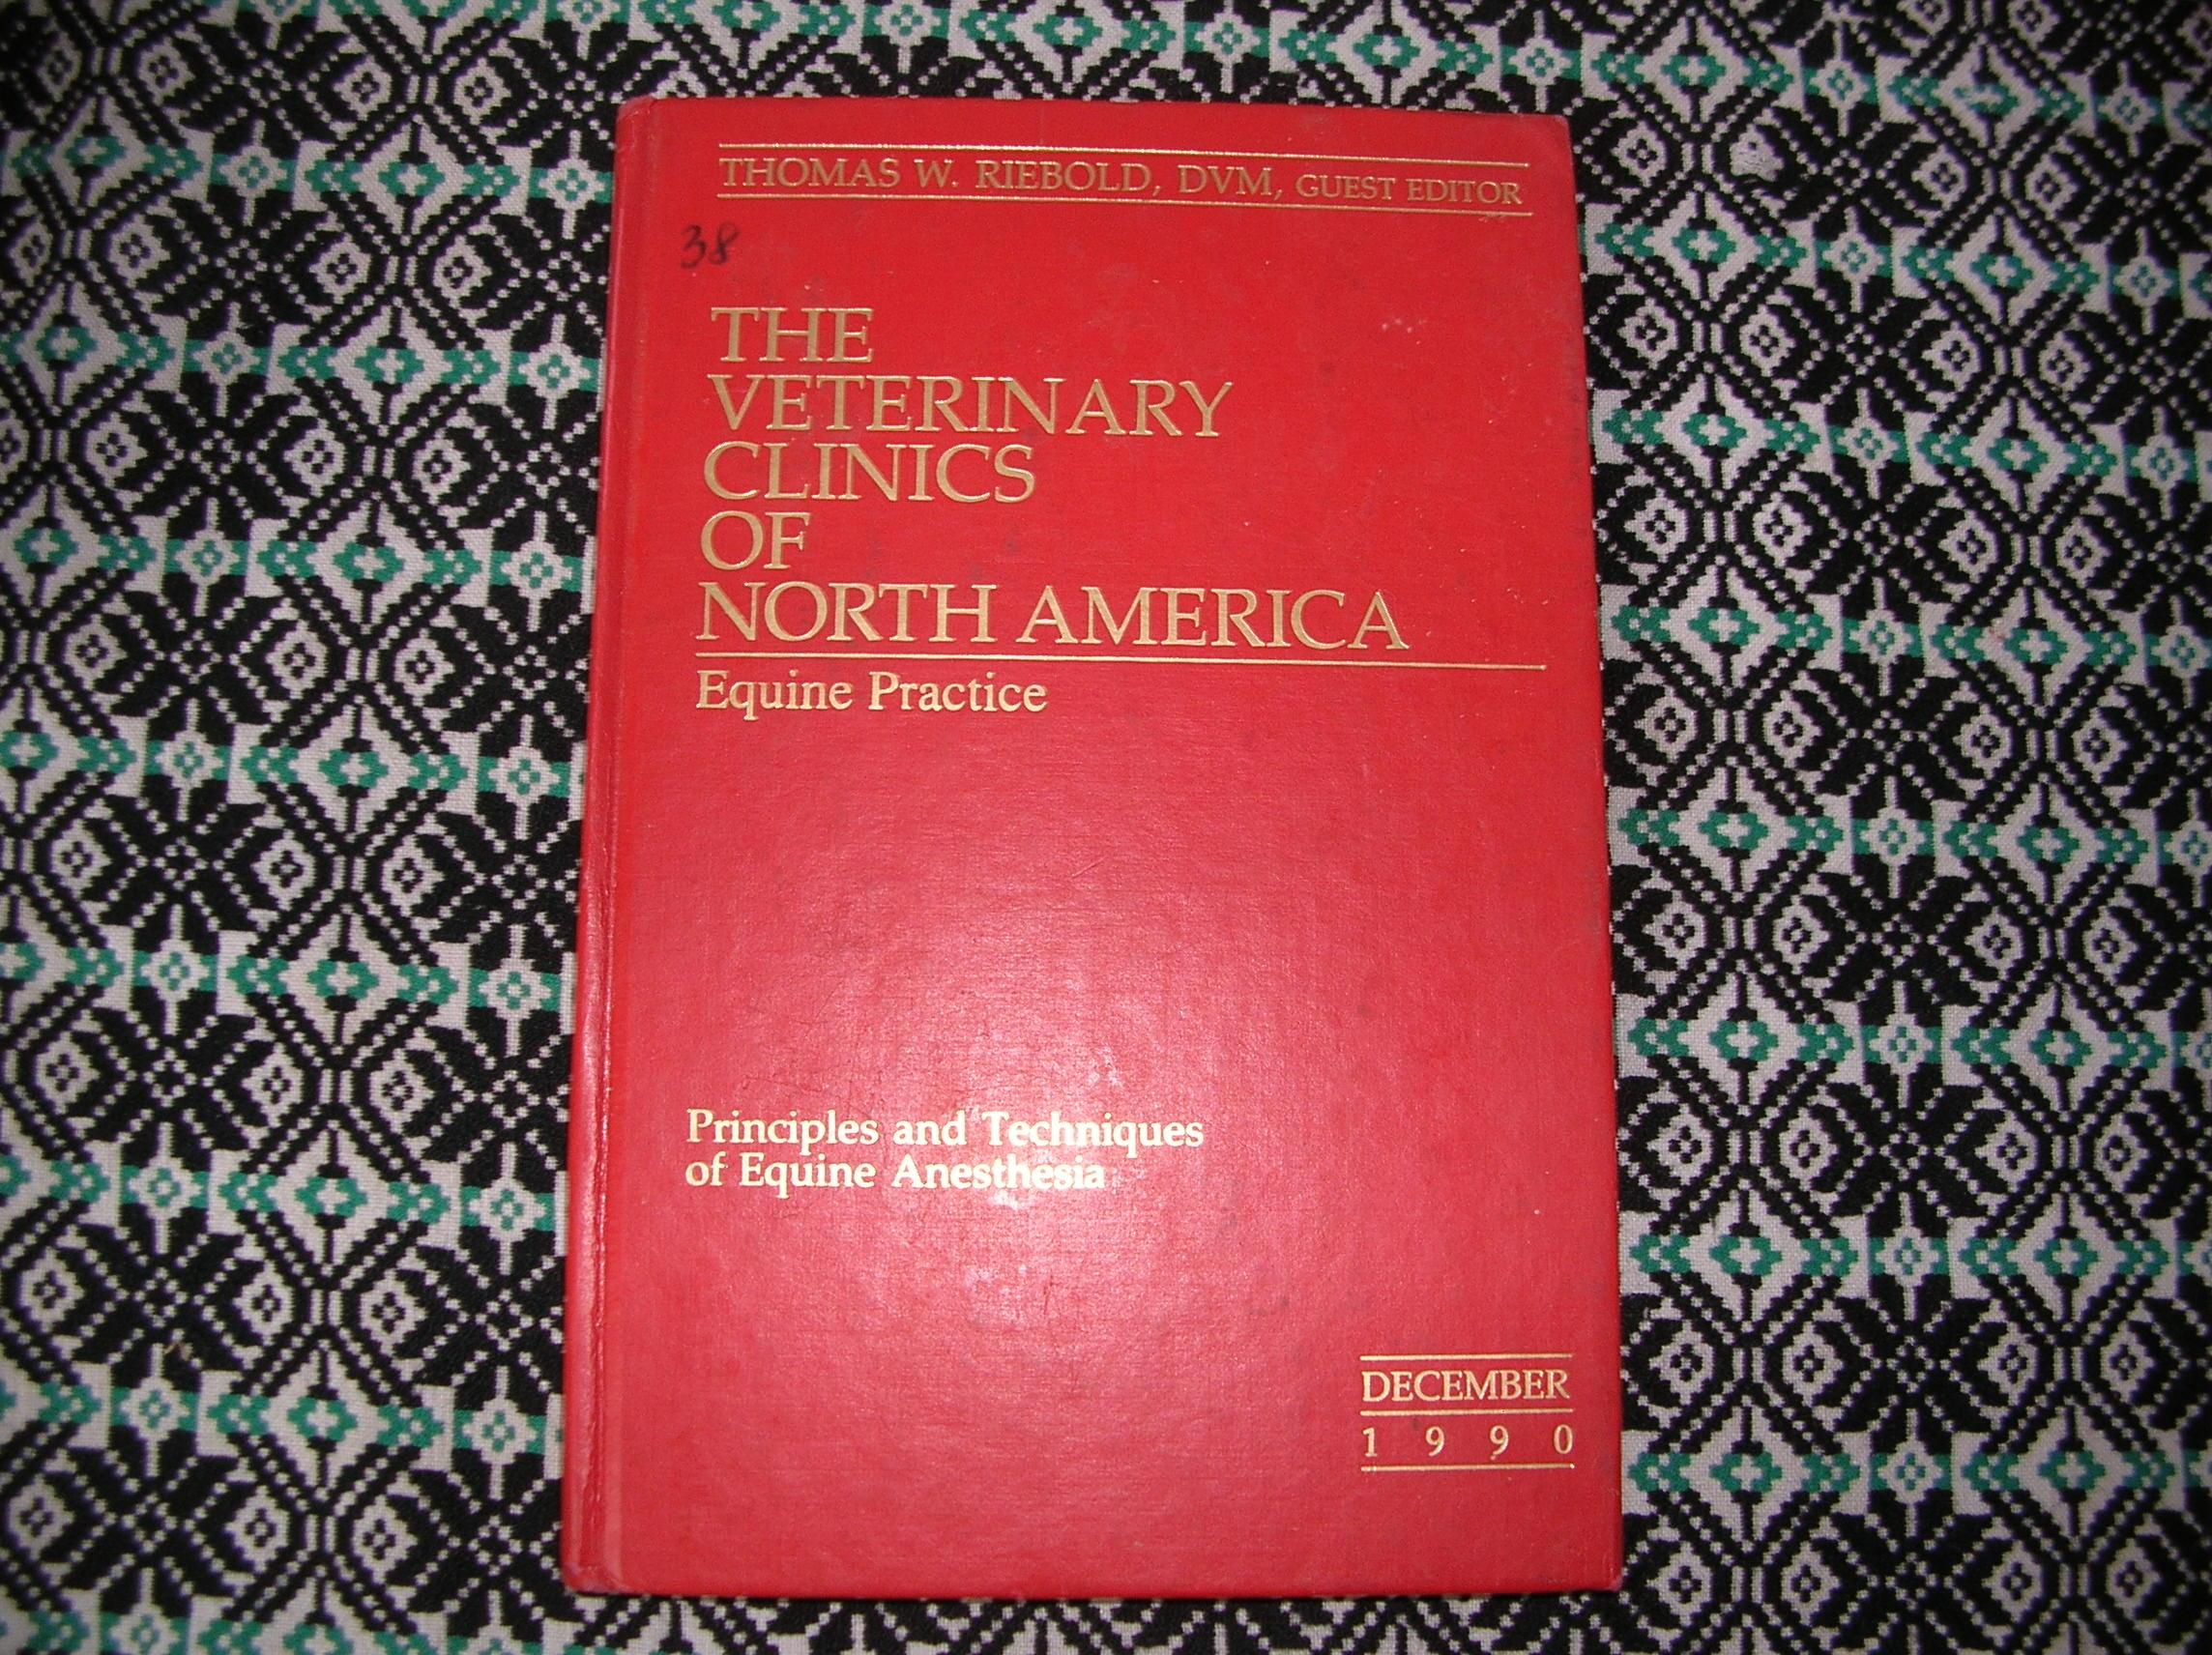 THOMAS W. RIEBOLD, DVM, GUEST EDITOR
38
THE
VETERINARY
CLINICS
OF
NORTH AMERICA
Equine Practice
Principles and Techniques
of Equine Anesthesia
DECEMBER
1990